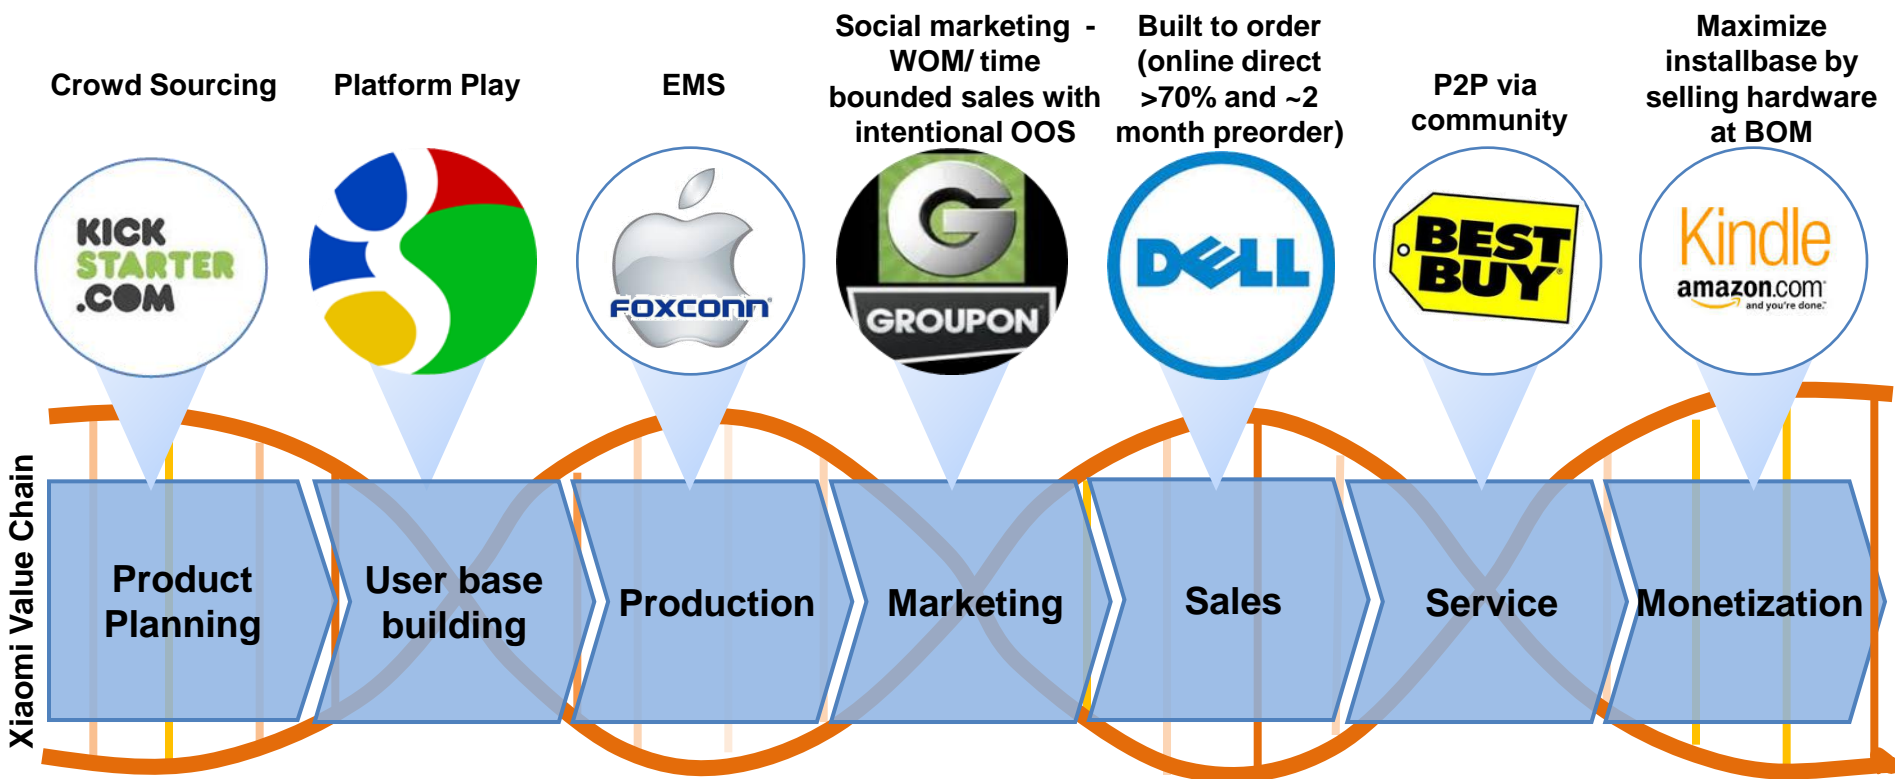 Crowd Sourcing
Platform Play
EMS
Social marketing -
WOM/ time
bounded sales with
intentional OOS
Built to order
(online direct
>70% and ~2
month preorder)
P2P via
community
Maximize
installbase by
selling hardware
at BOM
KICK
STARTER
.COM
FOXCONN
G
GROUPON
DELL
BEST
BUY
Kindle
amazon.com
and you're done.
Xiaomi Value Chain
Product
Planning
User base
building
Production
Marketing
Sales
Service
Monetization